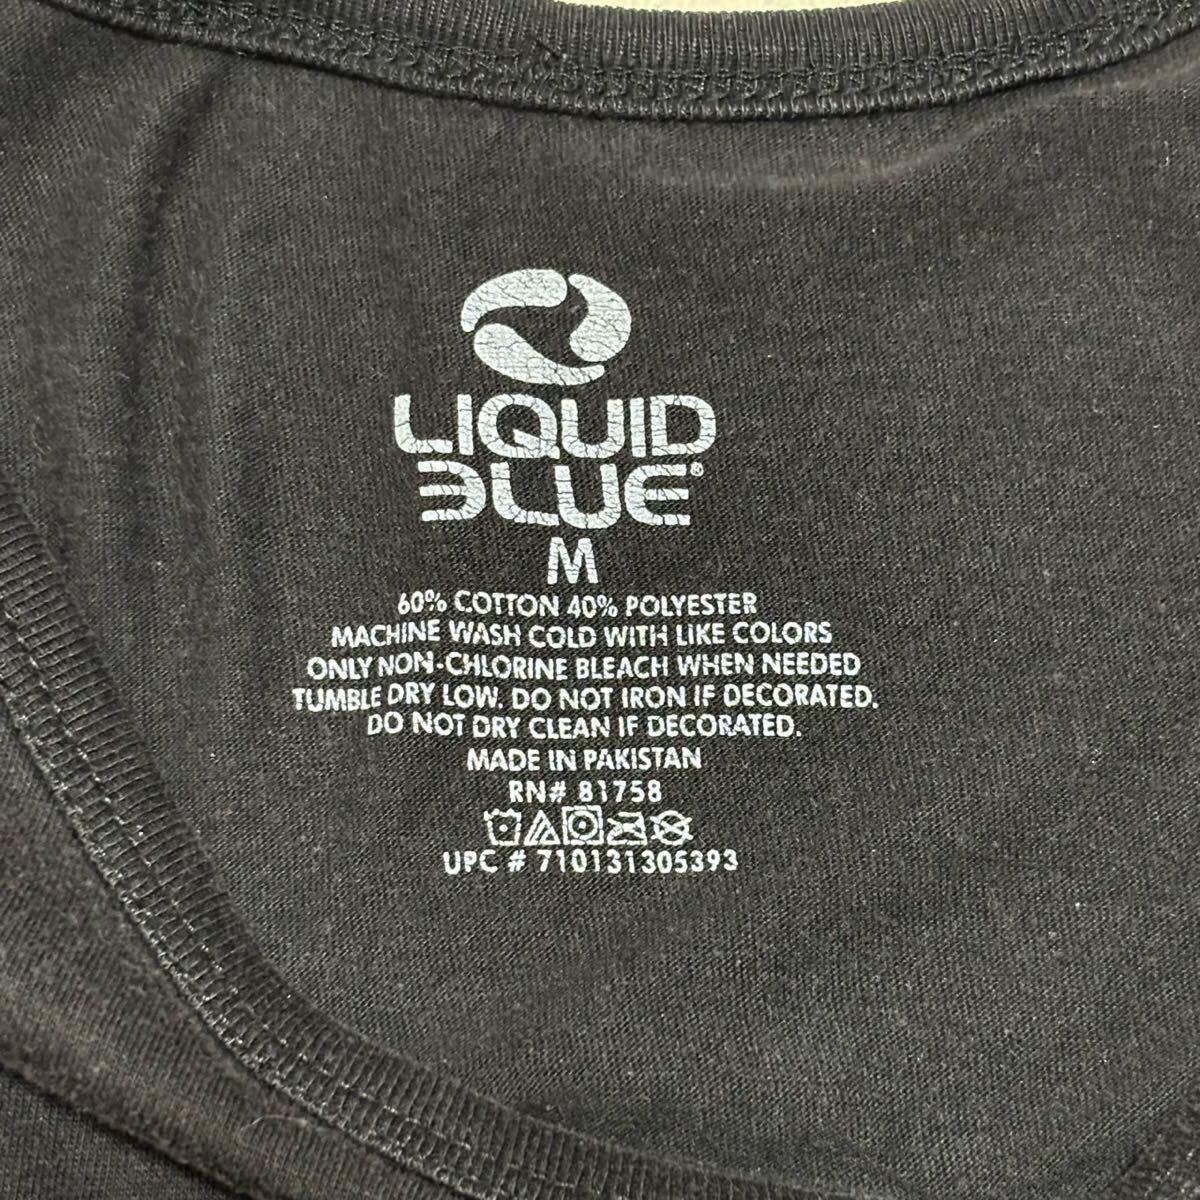 LIQUID
BLUE®
M
60% COTTON 40% POLYESTER
MACHINE WASH COLD WITH LIKE COLORS
ONLY NON-CHLORINE BLEACH WHEN NEEDED
TUMBLE DRY LOW. DO NOT IRON IF DECORATED.
DO NOT DRY CLEAN IF DECORATED.
MADE IN PAKISTAN
RN# 81758
UPC # 710131305393